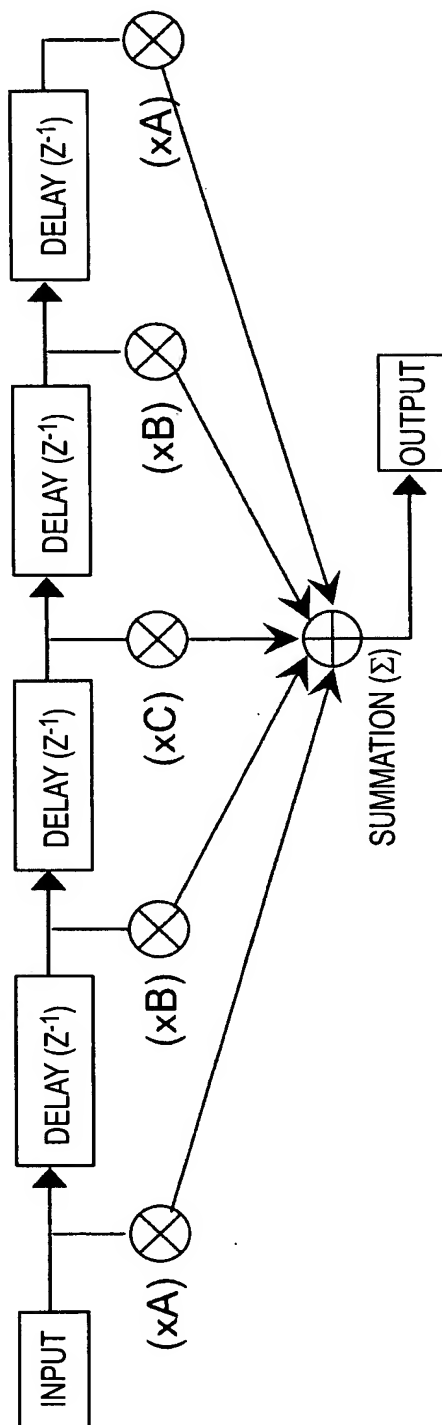 INPUT
DELAY (Z-1)
DELAY (Z-1)
DELAY (Z-1)
DELAY (Z-1)
(xA)
(xB)
(xC)
(xB)
(xA)
SUMMATION (Σ)
OUTPUT